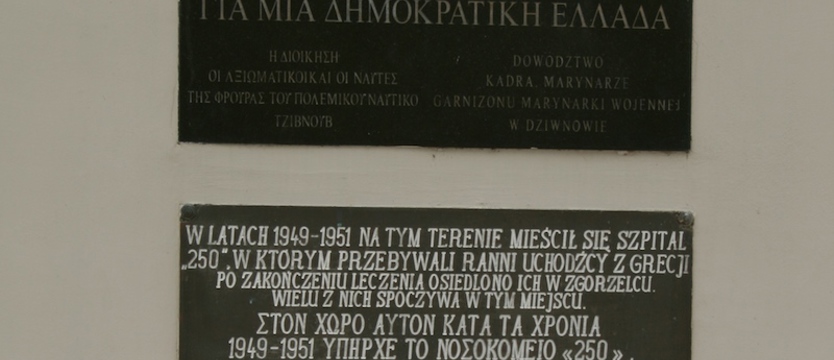 ΓΙΑ ΜΙΑ ΔΗΜΟΚΡΑΤΙΚΗ ΕΛΛΑΔΑ
Η ΔΙΟΙΚΗΣΗ
ΟΙ ΑΞΙΩΜΑΤΙΚΟΙ ΚΑΙ ΟΙ ΝΑΥΤΕΣ
ΤΗΣ ΦΡΟΥΡΑΣ ΤΟΥ ΠΟΛΕΜΙΚΟΥ ΝΑΥΤΙΚΟ
ΤΖΙΒΝΟΥΒ
DOWÓDZTWO
KADRA, MARYNARZE
GARNIZONU MARYNARKI WOJENNEJ
W DZIWNOWIE
W LATACH 1949-1951 NA TYM TERENIE MIEŚCIŁ SIĘ SZPITAL
„250", W KTÓRYM PRZEBYWALI RANNI UCHODŹCY Z GRECJI
PO ZAKOŃCZENIU LECZENIA OSIEDLONO ICH W ZGORZELCU.
WIELU Z NICH SPOCZYWA W TYM MIEJSCU.
ΣΤΟΝ ΧΩΡΟ ΑΥΤΟΝ ΚΑΤΑ ΤΑ ΧΡΟΝΙΑ
1949-1951 ΥΠΗΡΧΕ ΤΟ ΝΟΣΟΚΟΜΕΙΟ «250»,